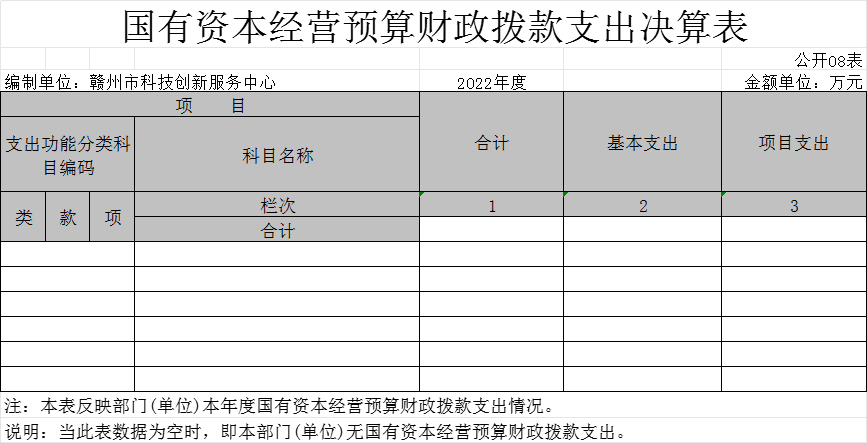 国有资本经营预算财政拨款支出决算表
公开08表
编制单位：赣州市科技创新服务中心 2022年度 金额单位：万元
项 目
支出功能分类科目编码 科目名称 合计 基本支出 项目支出
类 款 项 栏次 1 2 3
合计
注：本表反映部门(单位)本年度国有资本经营预算财政拨款支出情况。
说明：当此表数据为空时，即本部门(单位)无国有资本经营预算财政拨款支出。